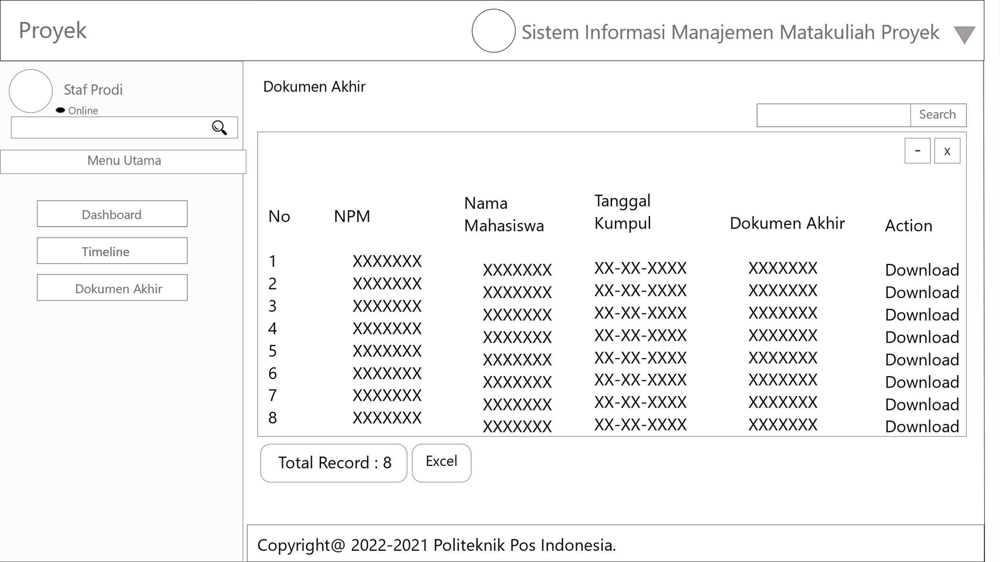 Proyek
Sistem Informasi Manajemen Matakuliah Proyek
Staf Prodi
Online
Menu Utama
Dashboard
Timeline
Dokumen Akhir
Dokumen Akhir
Search
- x
No NPM Nama Mahasiswa Tanggal Kumpul Dokumen Akhir Action
1 XXXXXXX XXXXXXX XX-XX-XXXX XXXXXXX Download
2 XXXXXXX XXXXXXX XX-XX-XXXX XXXXXXX Download
3 XXXXXXX XXXXXXX XX-XX-XXXX XXXXXXX Download
4 XXXXXXX XXXXXXX XX-XX-XXXX XXXXXXX Download
5 XXXXXXX XXXXXXX XX-XX-XXXX XXXXXXX Download
6 XXXXXXX XXXXXXX XX-XX-XXXX XXXXXXX Download
7 XXXXXXX XXXXXXX XX-XX-XXXX XXXXXXX Download
8 XXXXXXX XXXXXXX XX-XX-XXXX XXXXXXX Download
Total Record : 8
Excel
Copyright@ 2022-2021 Politeknik Pos Indonesia.